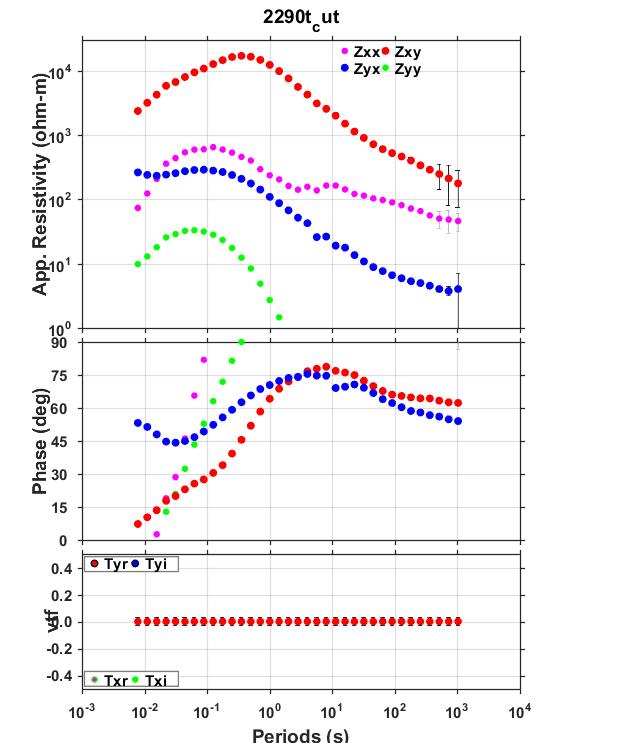 2290t_cut
App. Resistivity (ohm-m)
10^4
10^3
10^2
10^1
10^0
Zxx Zxy
Zyx Zyy
Phase (deg)
90
75
60
45
30
15
0
vtf
0.4
0.2
0.0
-0.2
-0.4
Tyr Tyi
Txr Txi
10^-3 10^-2 10^-1 10^0 10^1 10^2 10^3 10^4
Periods (s)